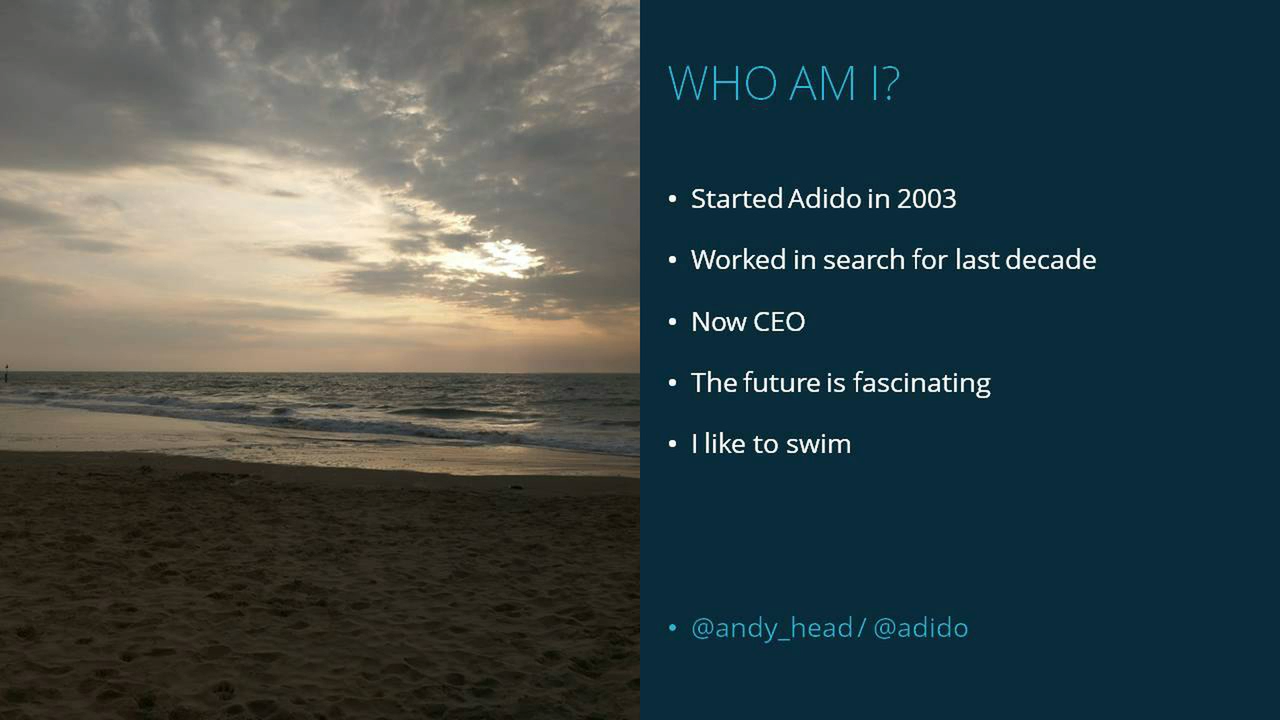 WHO AM I?
• Started Adido in 2003
• Worked in search for last decade
• Now CEO
• The future is fascinating
• I like to swim
• @andy_head / @adido